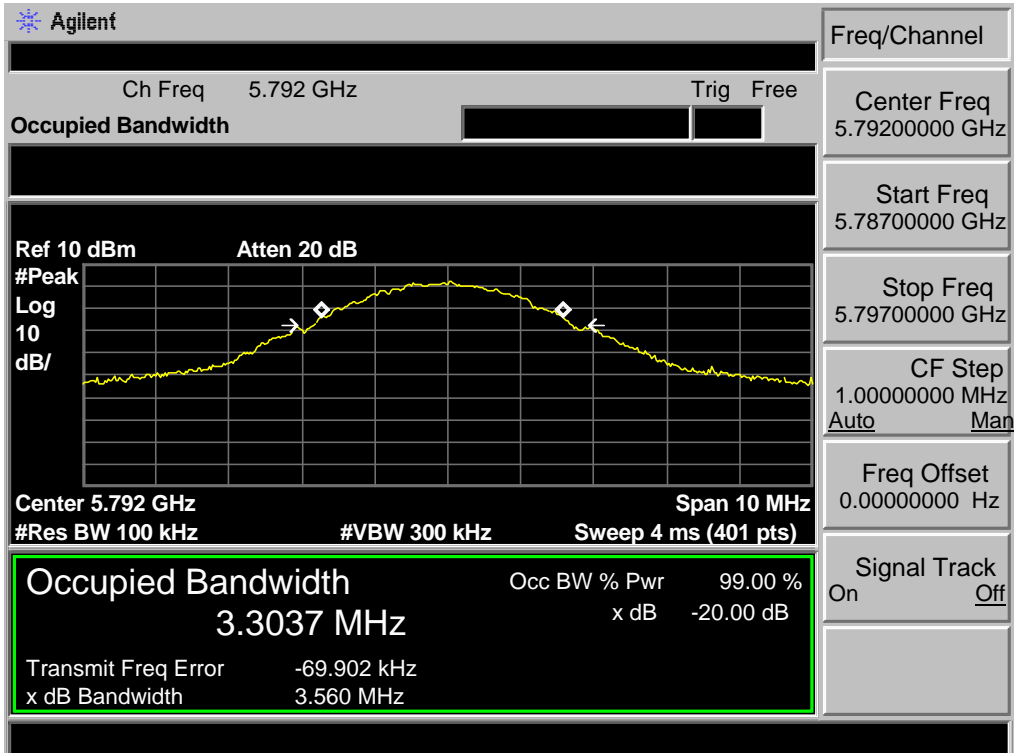 Agilent
Freq/Channel
Ch Freq 5.792 GHz Trig Free
Occupied Bandwidth
Center Freq
5.79200000 GHz
Start Freq
5.78700000 GHz
Stop Freq
5.79700000 GHz
CF Step
1.00000000 MHz
Auto Man
Freq Offset
0.00000000 Hz
Signal Track
On Off
Ref 10 dBm Atten 20 dB
#Peak
Log
10
dB/
Center 5.792 GHz Span 10 MHz
#Res BW 100 kHz #VBW 300 kHz Sweep 4 ms (401 pts)
Occupied Bandwidth Occ BW % Pwr 99.00 %
3.3037 MHz x dB -20.00 dB
Transmit Freq Error -69.902 kHz
x dB Bandwidth 3.560 MHz